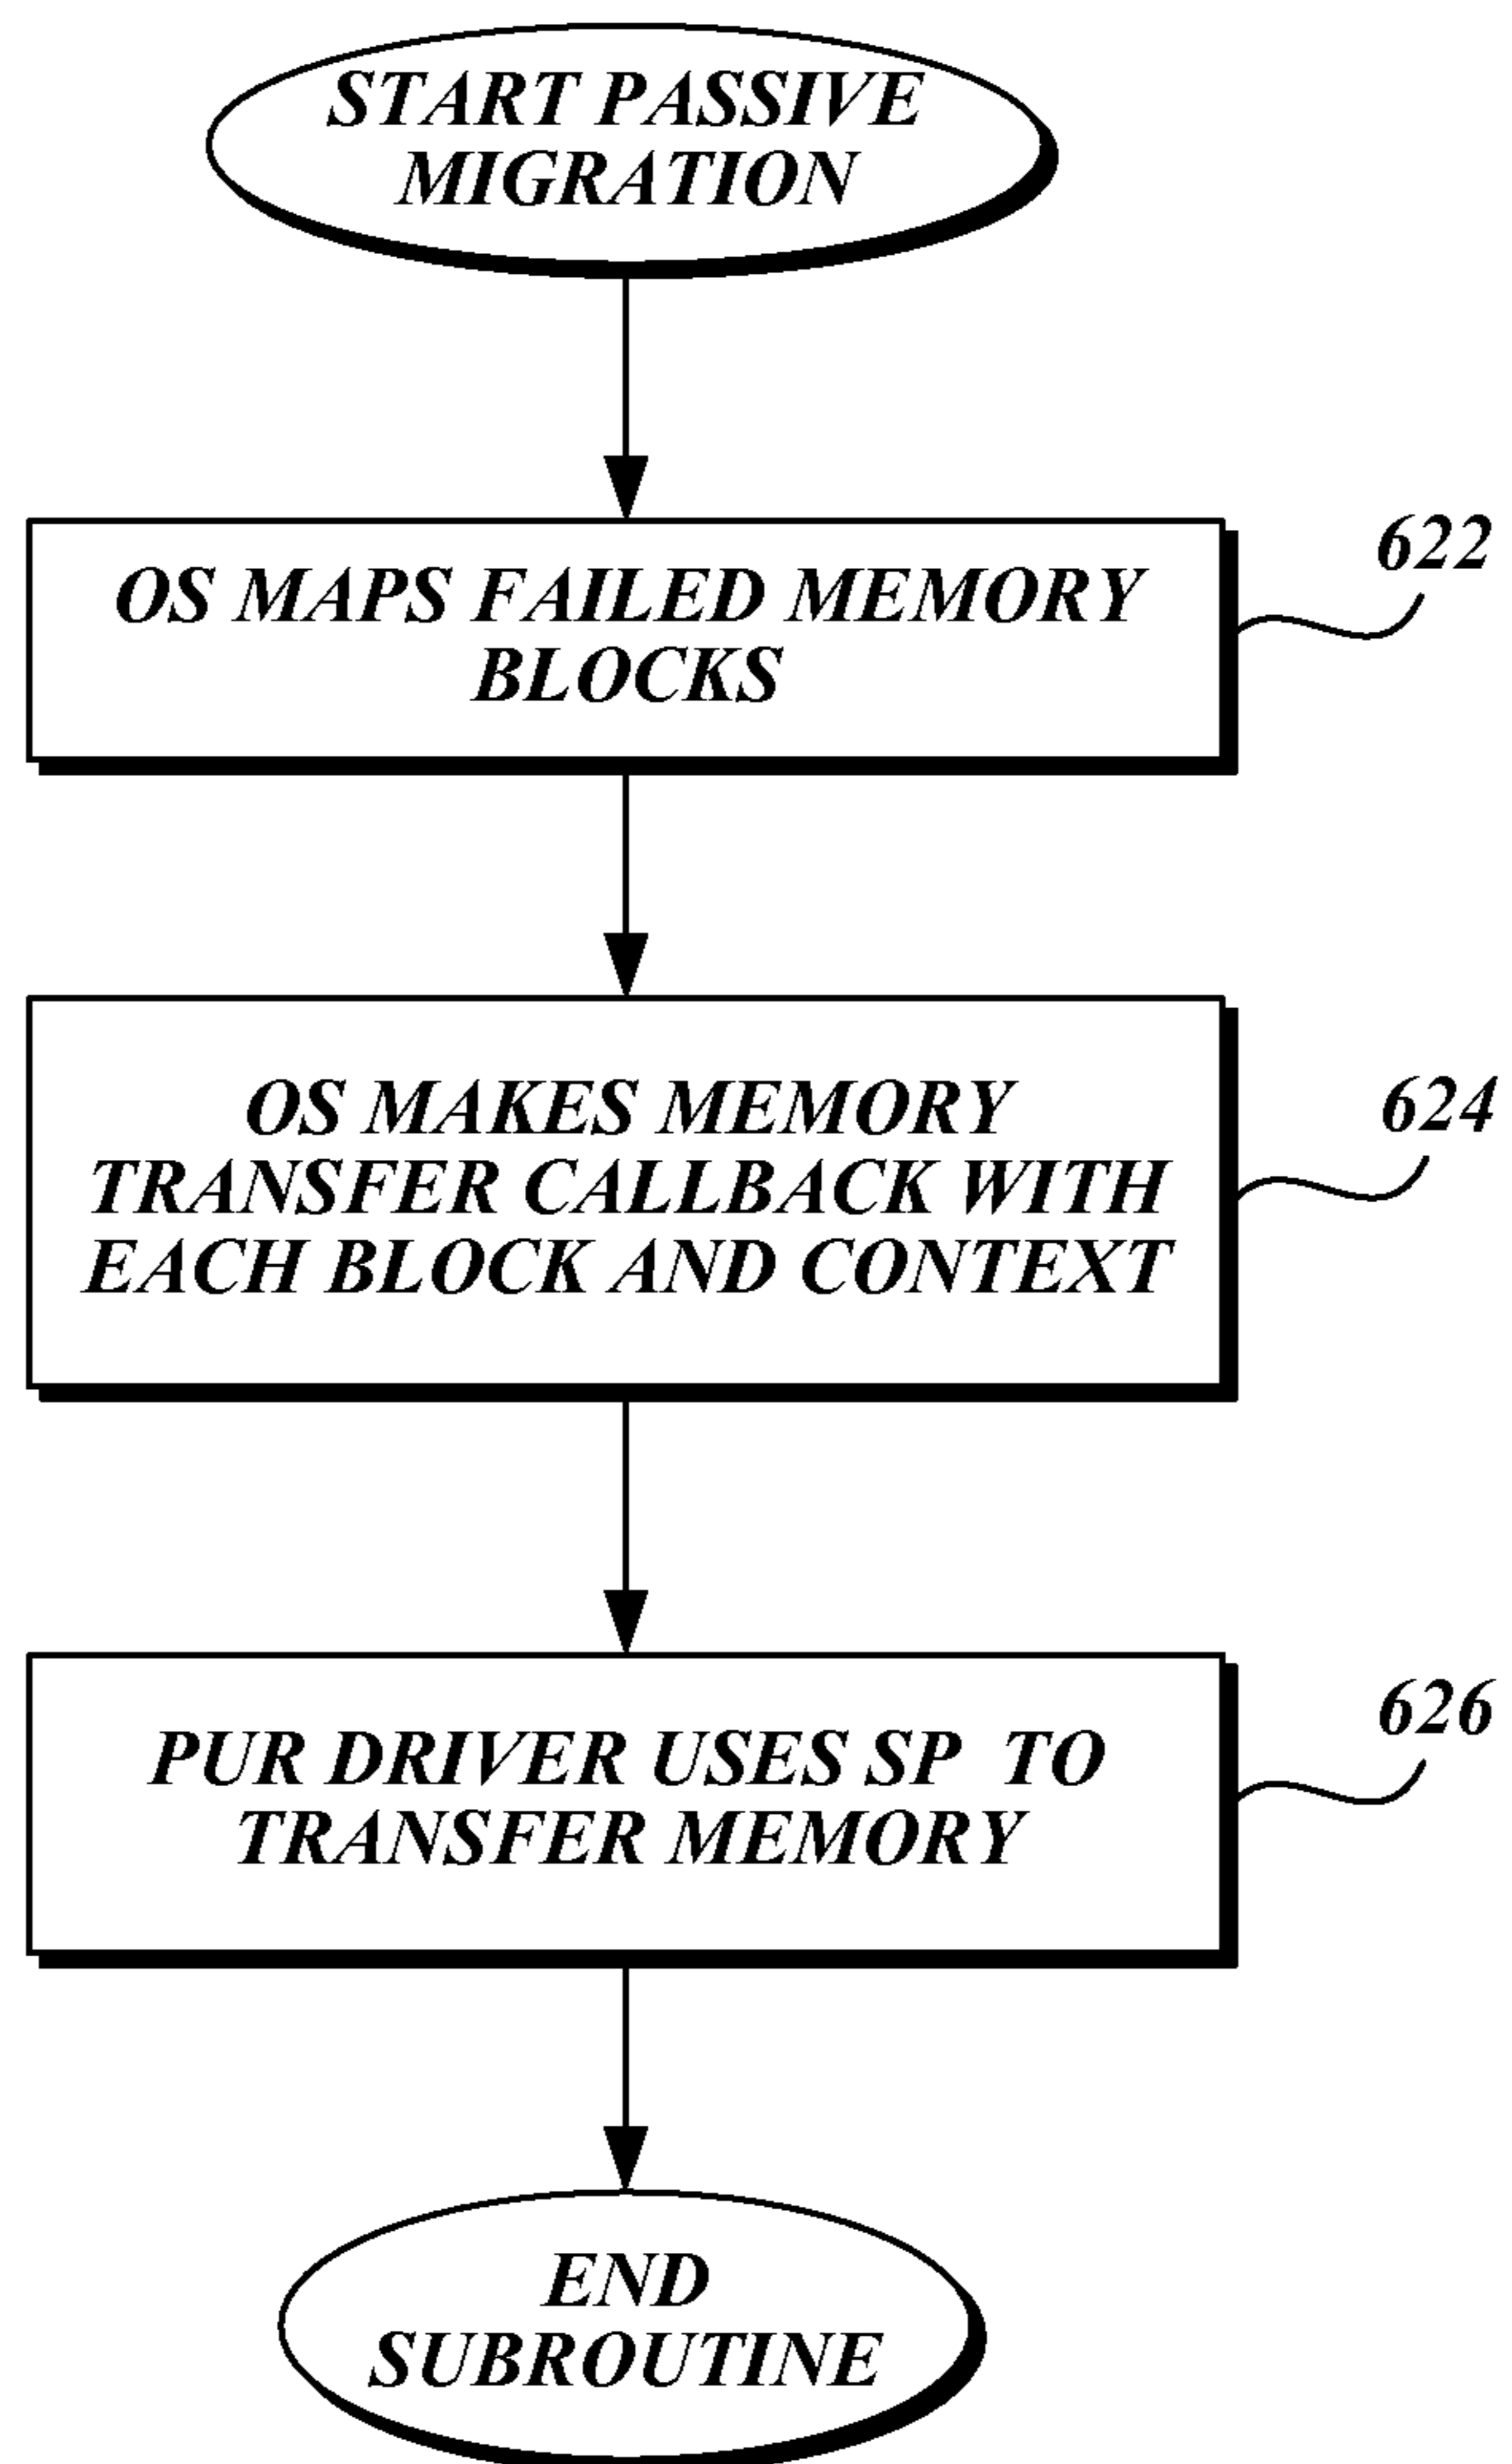 START PASSIVE
MIGRATION
OS MAPS FAILED MEMORY
BLOCKS
622
OS MAKES MEMORY
TRANSFER CALLBACK WITH
EACH BLOCK AND CONTEXT
624
PUR DRIVER USES SP TO
TRANSFER MEMORY
626
END
SUBROUTINE